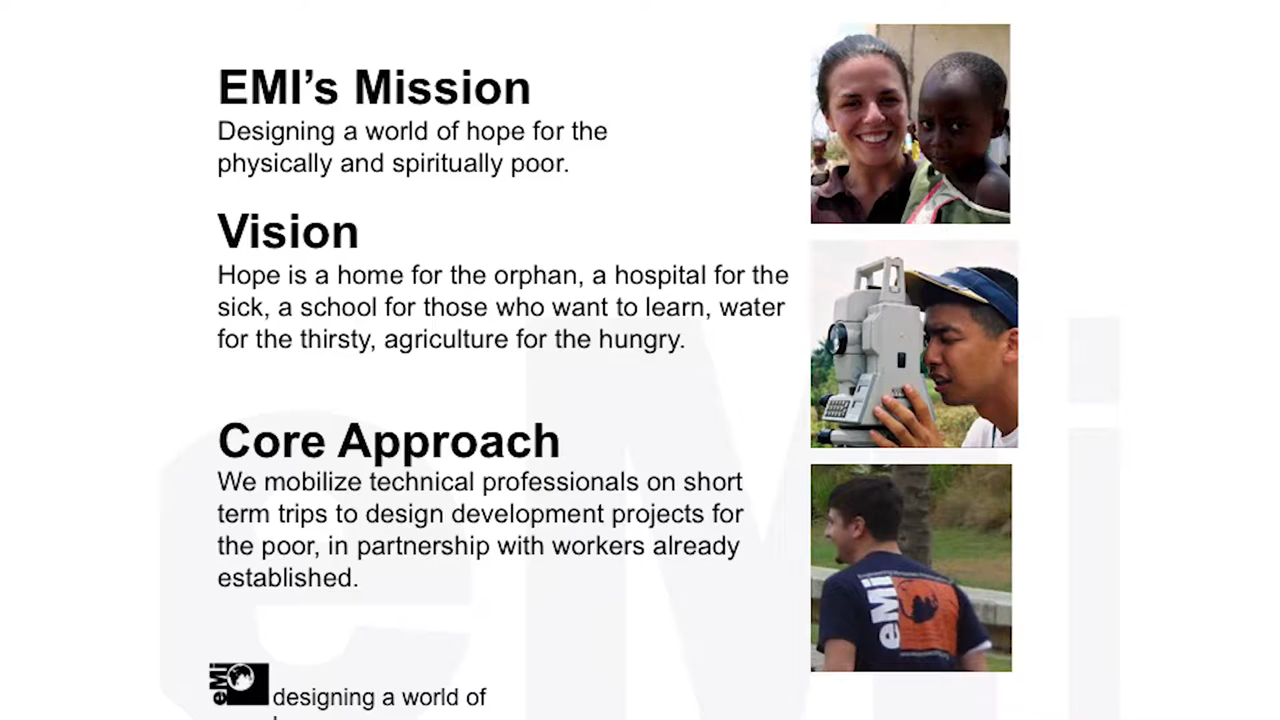 EMI’s Mission
Designing a world of hope for the
physically and spiritually poor.
Vision
Hope is a home for the orphan, a hospital for the
sick, a school for those who want to learn, water
for the thirsty, agriculture for the hungry.
Core Approach
We mobilize technical professionals on short
term trips to design development projects for
the poor, in partnership with workers already
established.
eMi
eMi
designing a world of
eMi